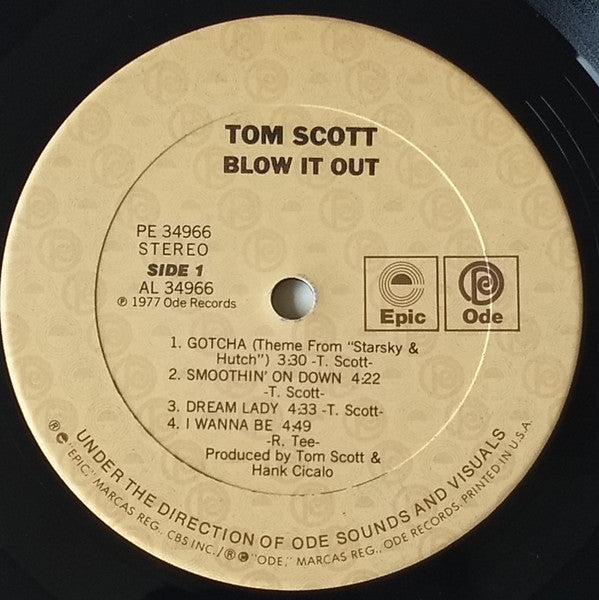 TOM SCOTT
BLOW IT OUT
PE 34966
STEREO
SIDE 1
AL 34966
℗ 1977 Ode Records
Epic
Ode
1. GOTCHA (Theme From "Starsky &
Hutch") 3:30 -T. Scott-
2. SMOOTHIN' ON DOWN 4:22
-T. Scott-
3. DREAM LADY 4:33 -T. Scott-
4. I WANNA BE 4:49
-R. Tee-
Produced by Tom Scott &
Hank Cicalo
UNDER THE DIRECTION OF ODE SOUNDS AND VISUALS
® "EPIC," MARCAS REG., CBS INC./® "ODE," MARCAS REG., ODE RECORDS. PRINTED IN U.S.A.